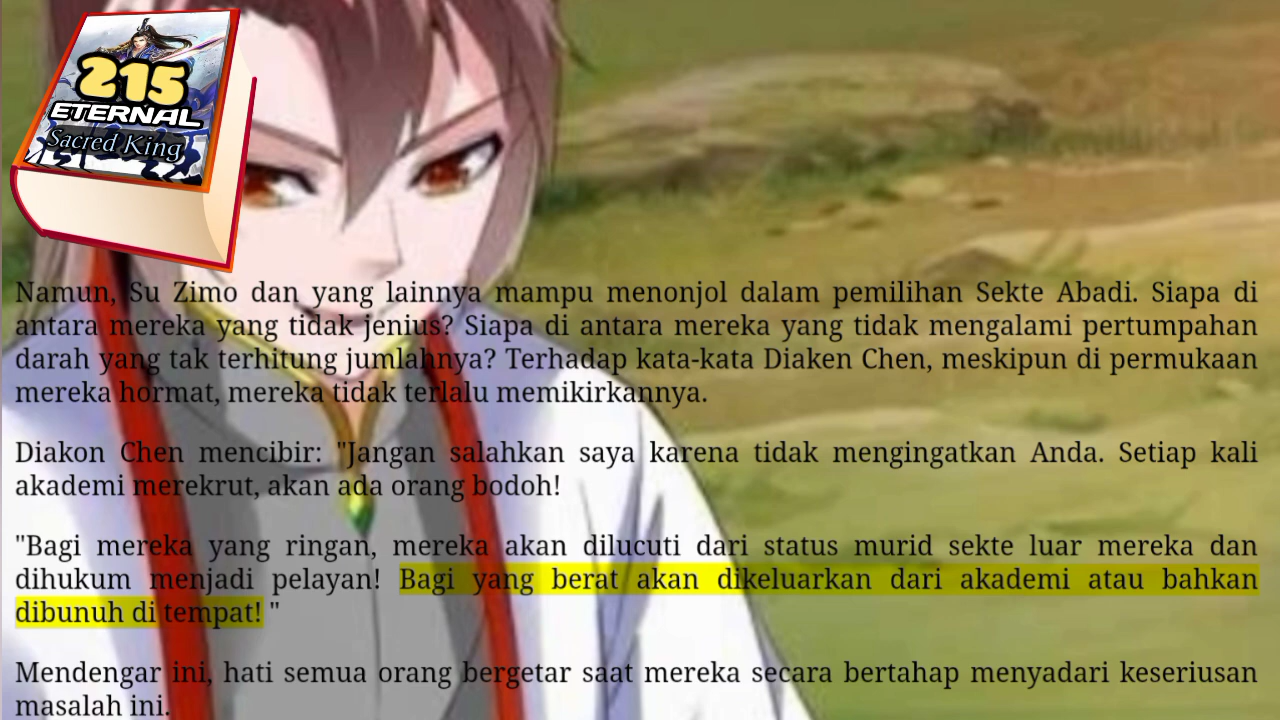 215
ETERNAL
Sacred King
Namun, Su Zimo dan yang lainnya mampu menonjol dalam pemilihan Sekte Abadi. Siapa di
antara mereka yang tidak jenius? Siapa di antara mereka yang tidak mengalami pertumpahan
darah yang tak terhitung jumlahnya? Terhadap kata-kata Diaken Chen, meskipun di permukaan
mereka hormat, mereka tidak terlalu memikirkannya.
Diakon Chen mencibir: "Jangan salahkan saya karena tidak mengingatkan Anda. Setiap kali
akademi merekrut, akan ada orang bodoh!
"Bagi mereka yang ringan, mereka akan dilucuti dari status murid sekte luar mereka dan
dihukum menjadi pelayan! Bagi yang berat akan dikeluarkan dari akademi atau bahkan
dibunuh di tempat! "
Mendengar ini, hati semua orang bergetar saat mereka secara bertahap menyadari keseriusan
masalah ini.